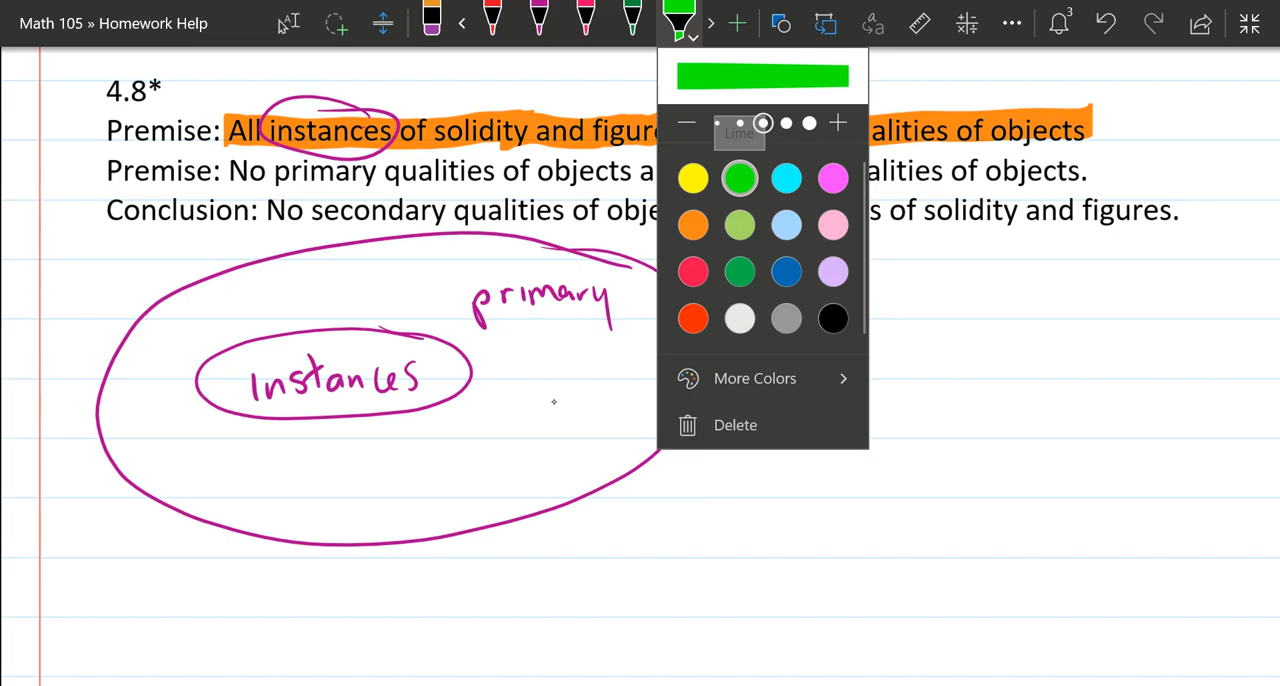 Math 105 » Homework Help
3
4.8*
Premise: All instances of solidity and figure alities of objects
Lime
Premise: No primary qualities of objects a alities of objects.
Conclusion: No secondary qualities of obje s of solidity and figures.
primary
Instances
More Colors
Delete